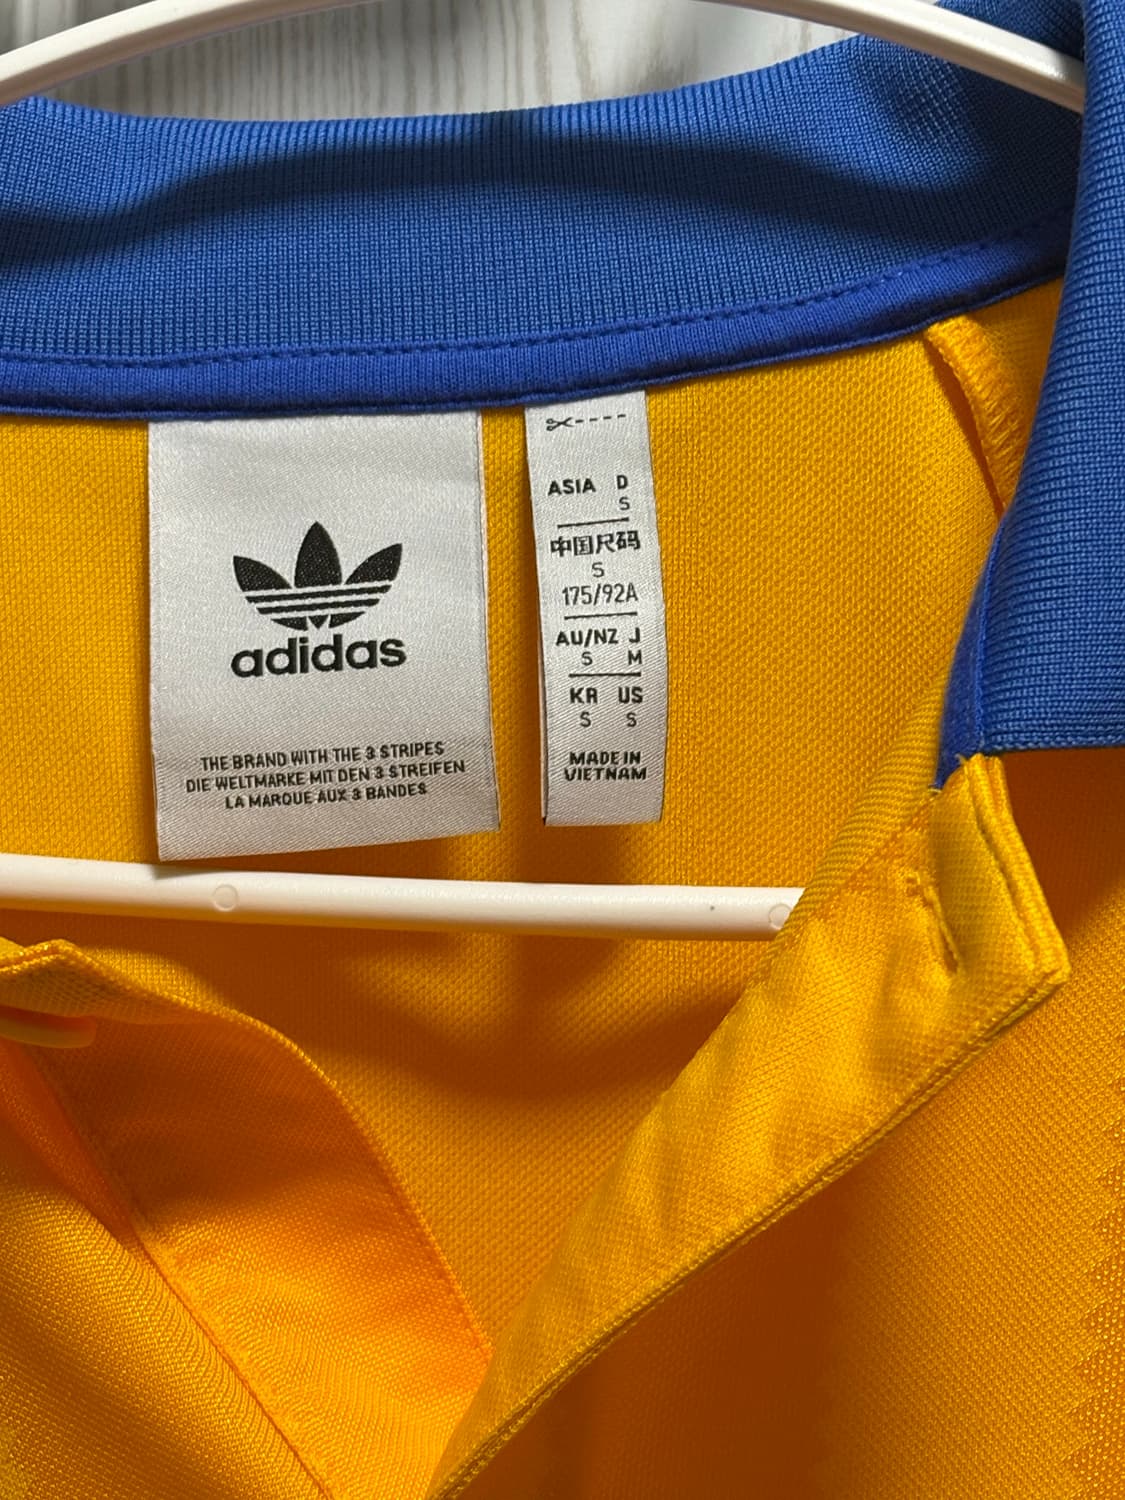 adidas
THE BRAND WITH THE 3 STRIPES
DIE WELTMARKE MIT DEN 3 STREIFEN
LA MARQUE AUX 3 BANDES
ASIA D
S
中国尺码
S
175/92A
AU/NZ J
S M
KR US
S S
MADE IN
VIETNAM